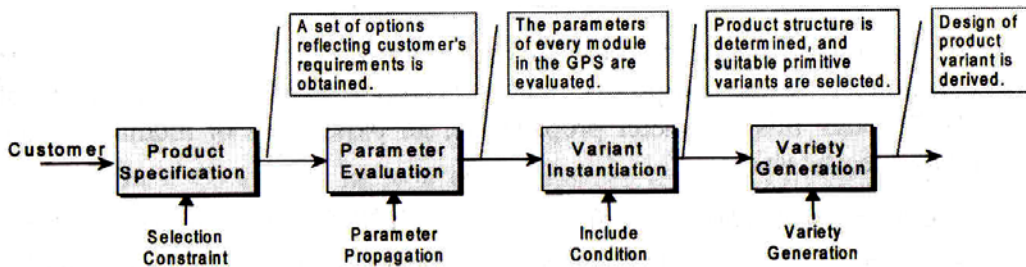 A set of options
reflecting customer's
requirements is
obtained.
The parameters
of every module
in the GPS are
evaluated.
Product structure is
determined, and
suitable primitive
variants are selected.
Design of
product
variant is
derived.
Customer
Product
Specification
Parameter
Evaluation
Variant
Instantiation
Variety
Generation
Selection
Constraint
Parameter
Propagation
Include
Condition
Variety
Generation